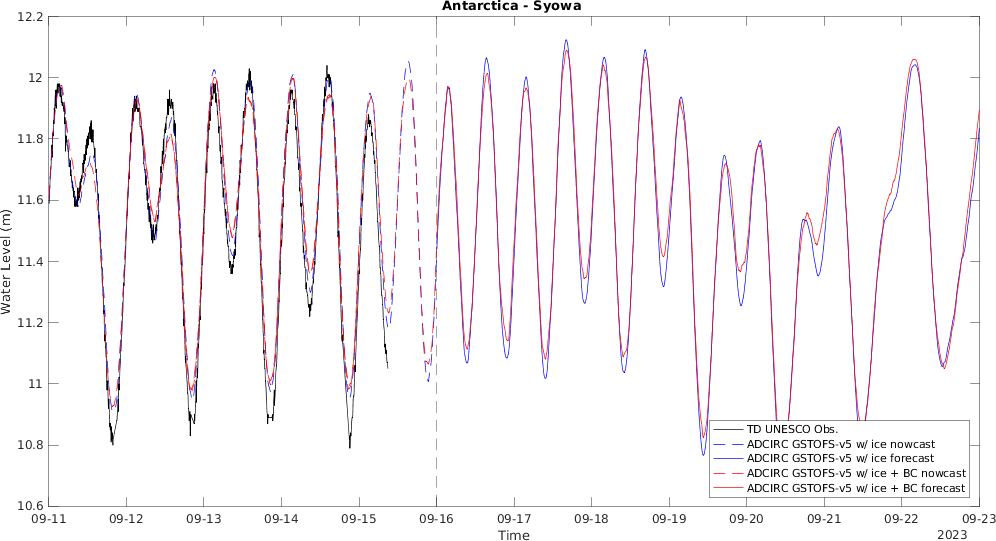 Antarctica - Syowa
12.2
12
11.8
11.6
11.4
11.2
11
10.8
10.6
Water Level (m)
TD UNESCO Obs.
ADCIRC GSTOFS-v5 w/ ice nowcast
ADCIRC GSTOFS-v5 w/ ice forecast
ADCIRC GSTOFS-v5 w/ ice + BC nowcast
ADCIRC GSTOFS-v5 w/ ice + BC forecast
09-11 09-12 09-13 09-14 09-15 09-16 09-17 09-18 09-19 09-20 09-21 09-22 09-23
Time
2023